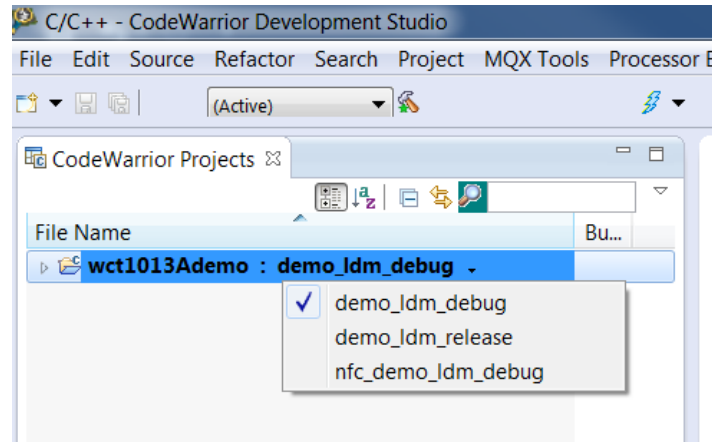 C/C++ - CodeWarrior Development Studio
File Edit Source Refactor Search Project MQX Tools Processor
(Active)
CodeWarrior Projects
File Name Bu...
wct1013Ademo : demo_ldm_debug
demo_ldm_debug
demo_ldm_release
nfc_demo_ldm_debug